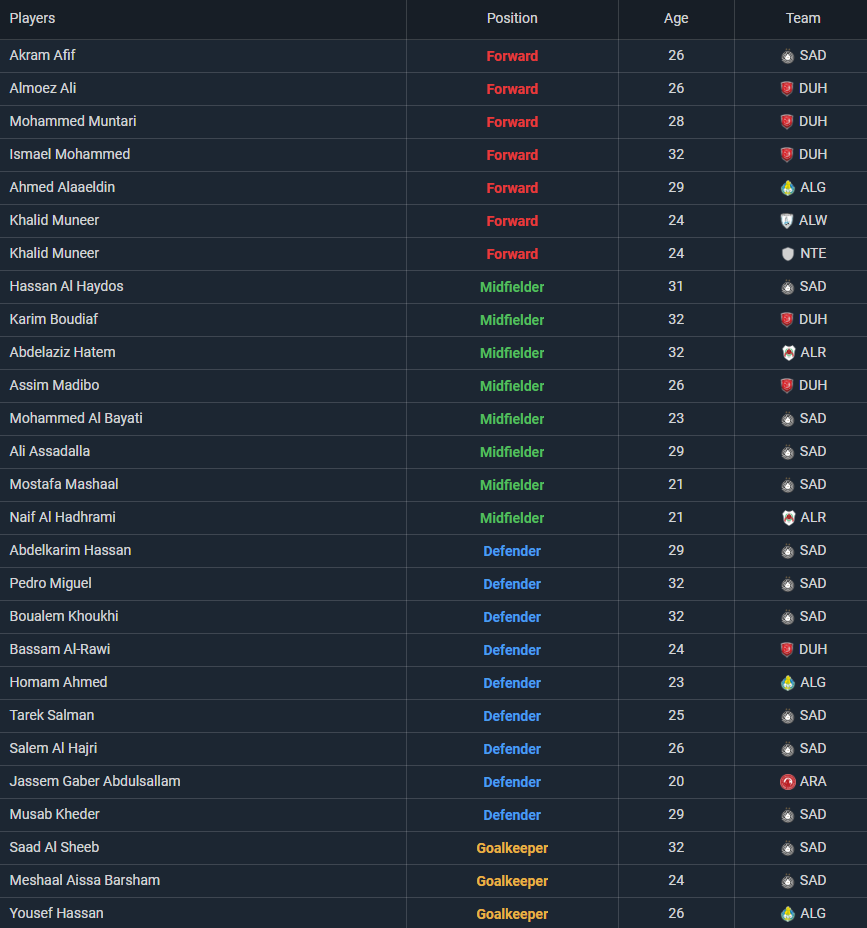 Players Position Age Team
Akram Afif Forward 26 SAD
Almoez Ali Forward 26 DUH
Mohammed Muntari Forward 28 DUH
Ismael Mohammed Forward 32 DUH
Ahmed Alaaeldin Forward 29 ALG
Khalid Muneer Forward 24 ALW
Khalid Muneer Forward 24 NTE
Hassan Al Haydos Midfielder 31 SAD
Karim Boudiaf Midfielder 32 DUH
Abdelaziz Hatem Midfielder 32 ALR
Assim Madibo Midfielder 26 DUH
Mohammed Al Bayati Midfielder 23 SAD
Ali Assadalla Midfielder 29 SAD
Mostafa Mashaal Midfielder 21 SAD
Naif Al Hadhrami Midfielder 21 ALR
Abdelkarim Hassan Defender 29 SAD
Pedro Miguel Defender 32 SAD
Boualem Khoukhi Defender 32 SAD
Bassam Al-Rawi Defender 24 DUH
Homam Ahmed Defender 23 ALG
Tarek Salman Defender 25 SAD
Salem Al Hajri Defender 26 SAD
Jassem Gaber Abdulsallam Defender 20 ARA
Musab Kheder Defender 29 SAD
Saad Al Sheeb Goalkeeper 32 SAD
Meshaal Aissa Barsham Goalkeeper 24 SAD
Yousef Hassan Goalkeeper 26 ALG